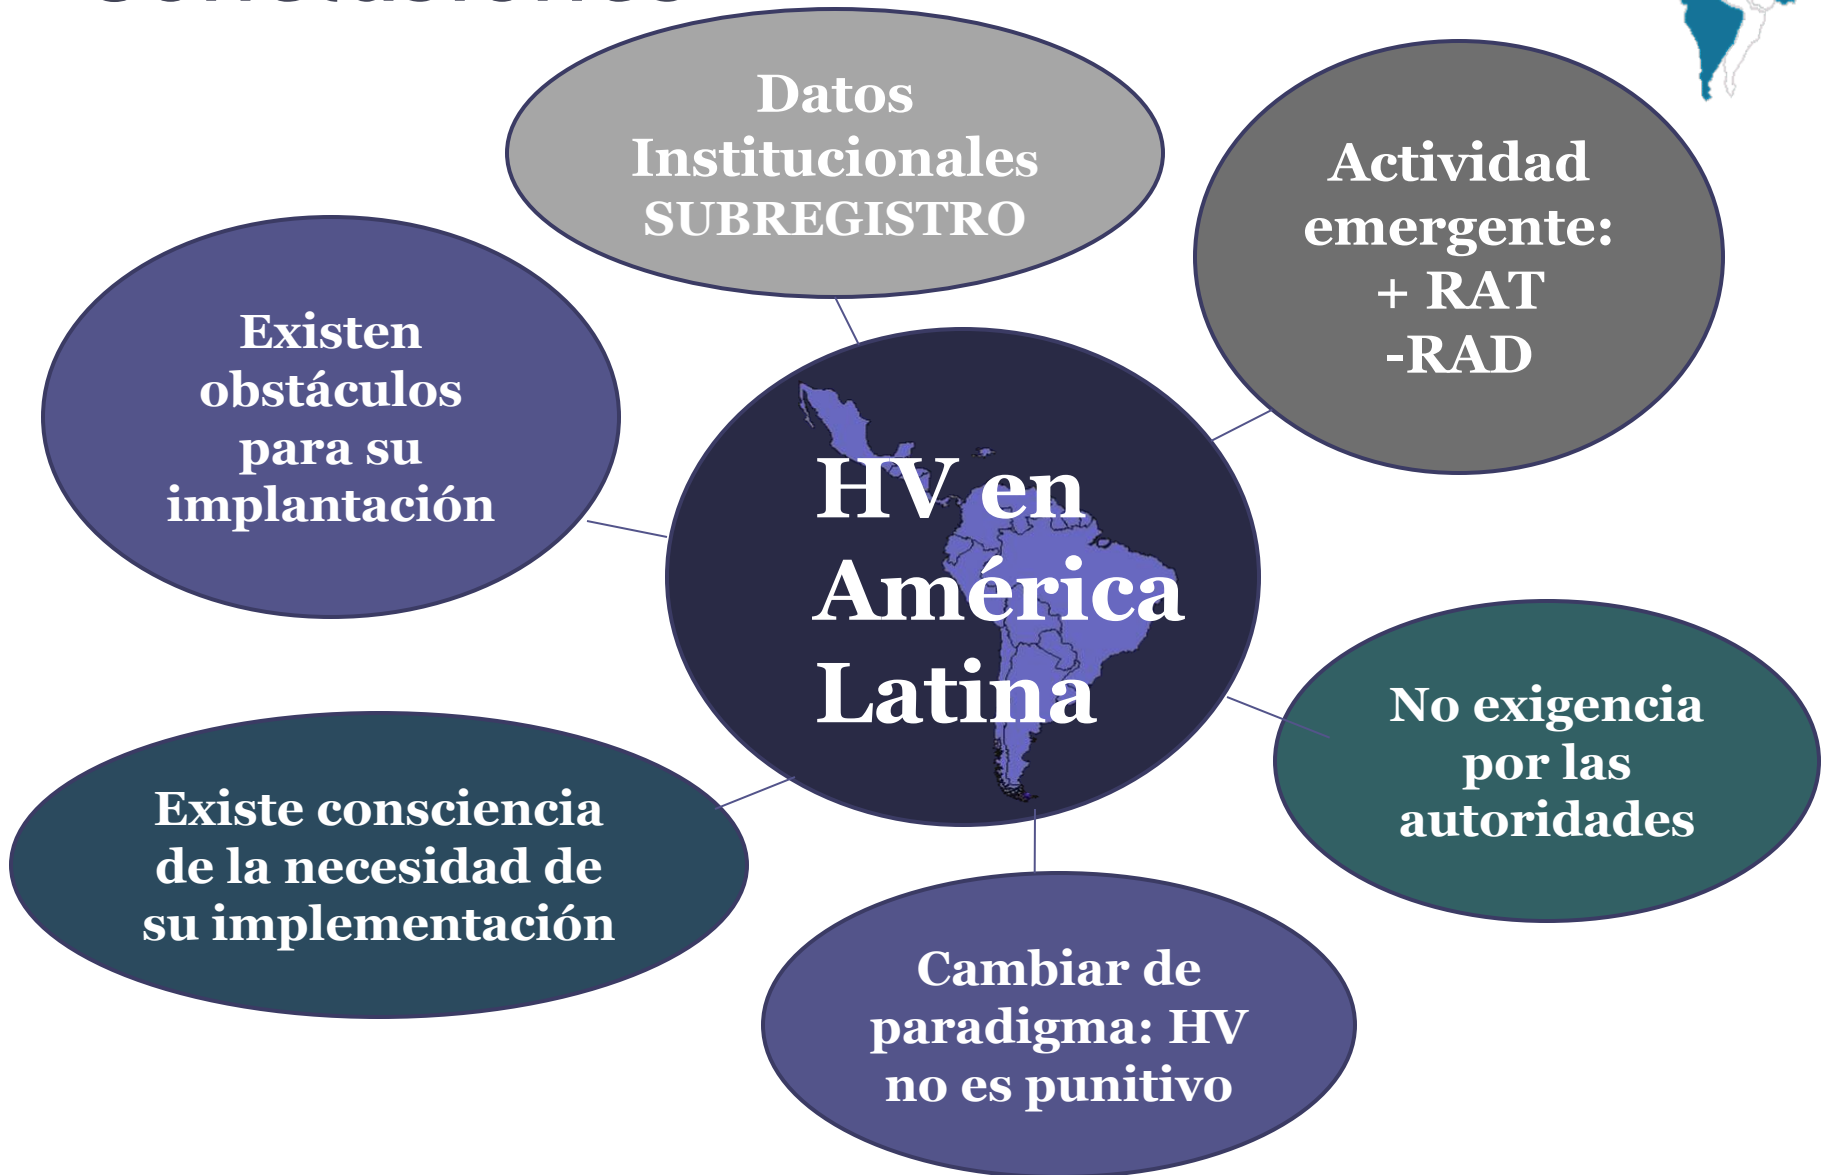 Datos
Institucionales
SUBREGISTRO
Actividad
emergente:
+ RAT
-RAD
Existen
obstáculos
para su
implantación
HV en
América
Latina
No exigencia
por las
autoridades
Existe consciencia
de la necesidad de
su implementación
Cambiar de
paradigma: HV
no es punitivo